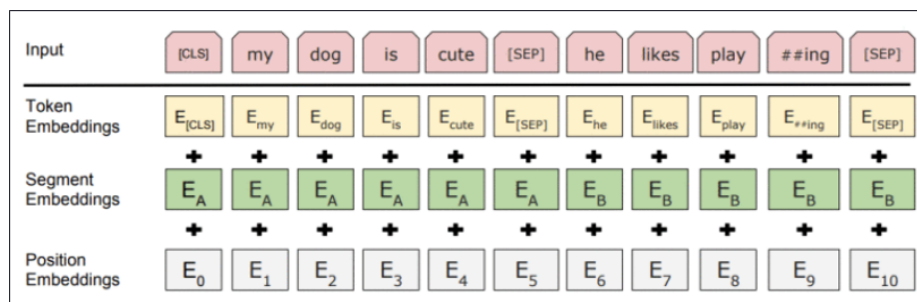 Input [CLS] my dog is cute [SEP] he likes play ##ing [SEP]
Token
Embeddings E[CLS] Emy Edog Eis Ecute E[SEP] Ehe Elikes Eplay E##ing E[SEP]
+ + + + + + + + + + +
Segment
Embeddings EA EA EA EA EA EA EB EB EB EB EB
+ + + + + + + + + + +
Position
Embeddings E0 E1 E2 E3 E4 E5 E6 E7 E8 E9 E10